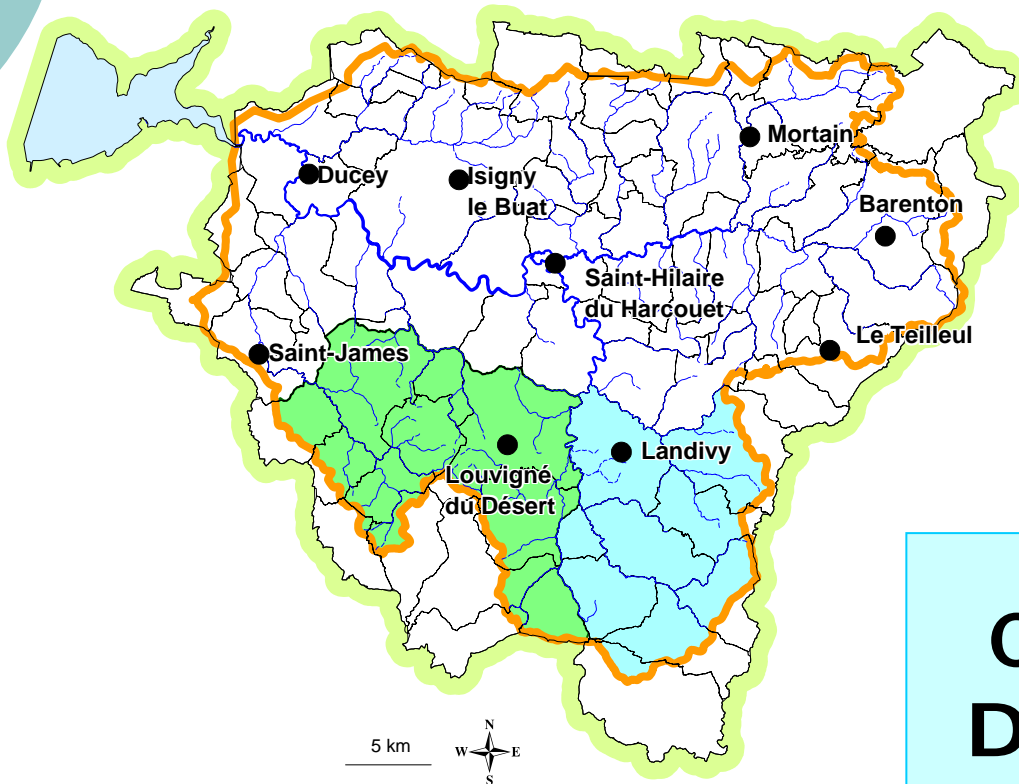 Mortain
Ducey
Isigny
le Buat
Barenton
Saint-Hilaire
du Harcouet
Le Teilleul
Saint-James
Landivy
Louvigné
du Désert
5 km
N
W E
S